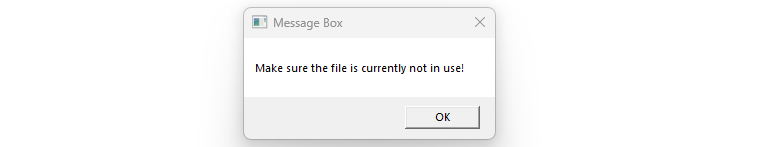 Message Box
Make sure the file is currently not in use!
OK